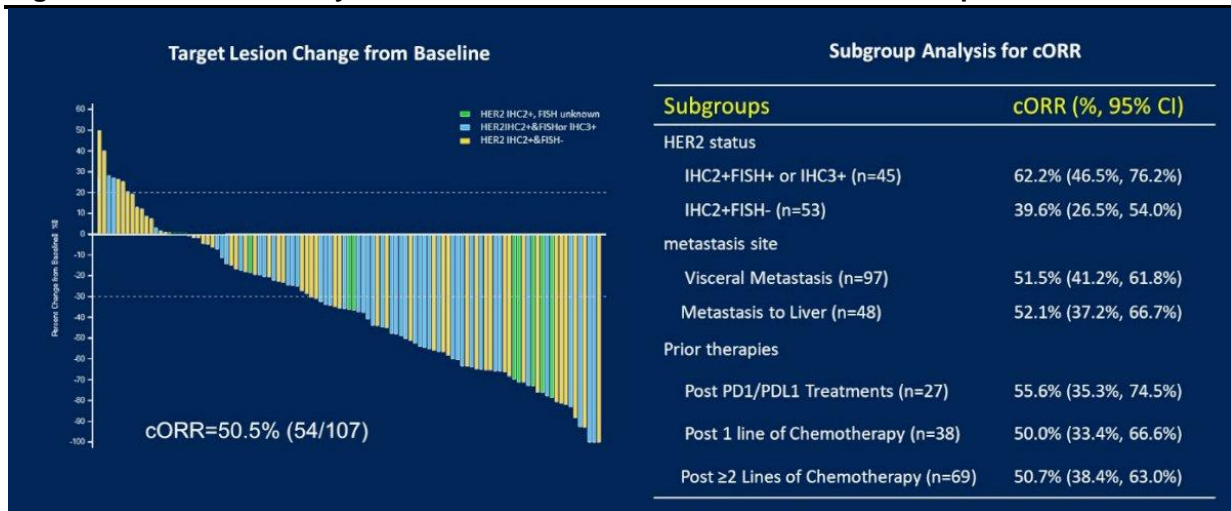 Target Lesion Change from Baseline
60
50
40
30
20
10
0
-10
-20
-30
-40
-50
-60
-70
-80
-90
-100
HER2 IHC2+, FISH unknown
HER2IHC2+&FISHor IHC3+
HER2 IHC2+&FISH-
Percent Change from Baseline
cORR=50.5% (54/107)
Subgroup Analysis for cORR
Subgroups cORR (%, 95% CI)
HER2 status
IHC2+FISH+ or IHC3+ (n=45) 62.2% (46.5%, 76.2%)
IHC2+FISH- (n=53) 39.6% (26.5%, 54.0%)
metastasis site
Visceral Metastasis (n=97) 51.5% (41.2%, 61.8%)
Metastasis to Liver (n=48) 52.1% (37.2%, 66.7%)
Prior therapies
Post PD1/PDL1 Treatments (n=27) 55.6% (35.3%, 74.5%)
Post 1 line of Chemotherapy (n=38) 50.0% (33.4%, 66.6%)
Post ≥2 Lines of Chemotherapy (n=69) 50.7% (38.4%, 63.0%)